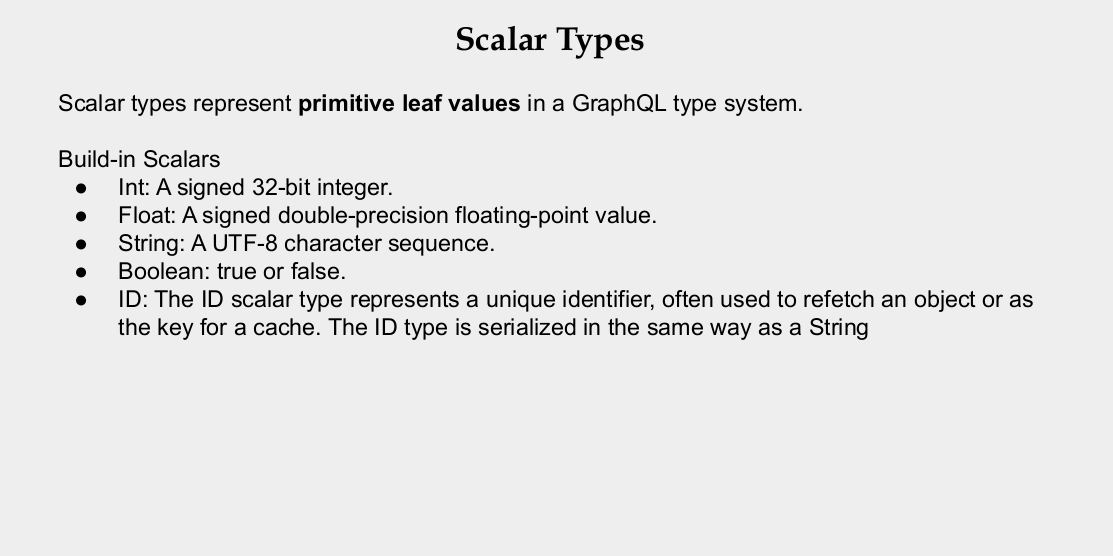 Scalar Types
Scalar types represent primitive leaf values in a GraphQL type system.
Build-in Scalars
● Int: A signed 32-bit integer.
● Float: A signed double-precision floating-point value.
● String: A UTF-8 character sequence.
● Boolean: true or false.
● ID: The ID scalar type represents a unique identifier, often used to refetch an object or as
the key for a cache. The ID type is serialized in the same way as a String